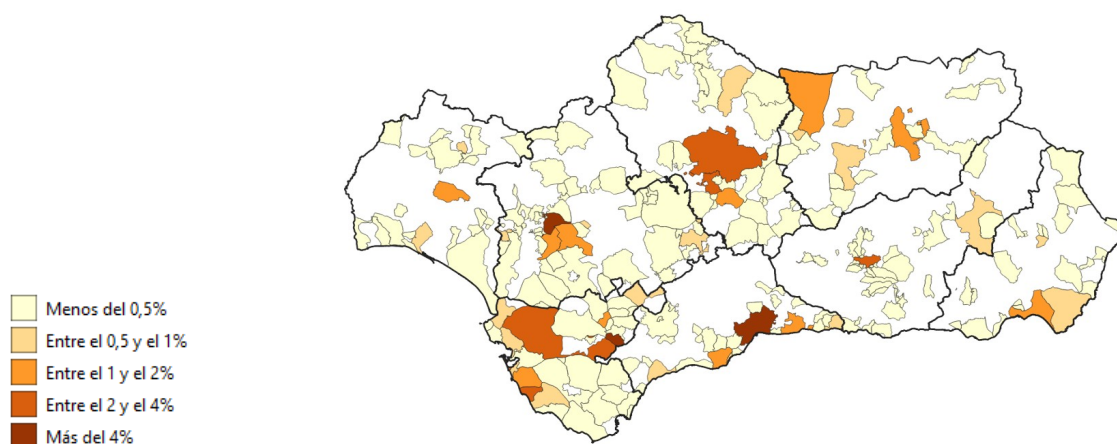 Menos del 0,5%
Entre el 0,5 y el 1%
Entre el 1 y el 2%
Entre el 2 y el 4%
Más del 4%